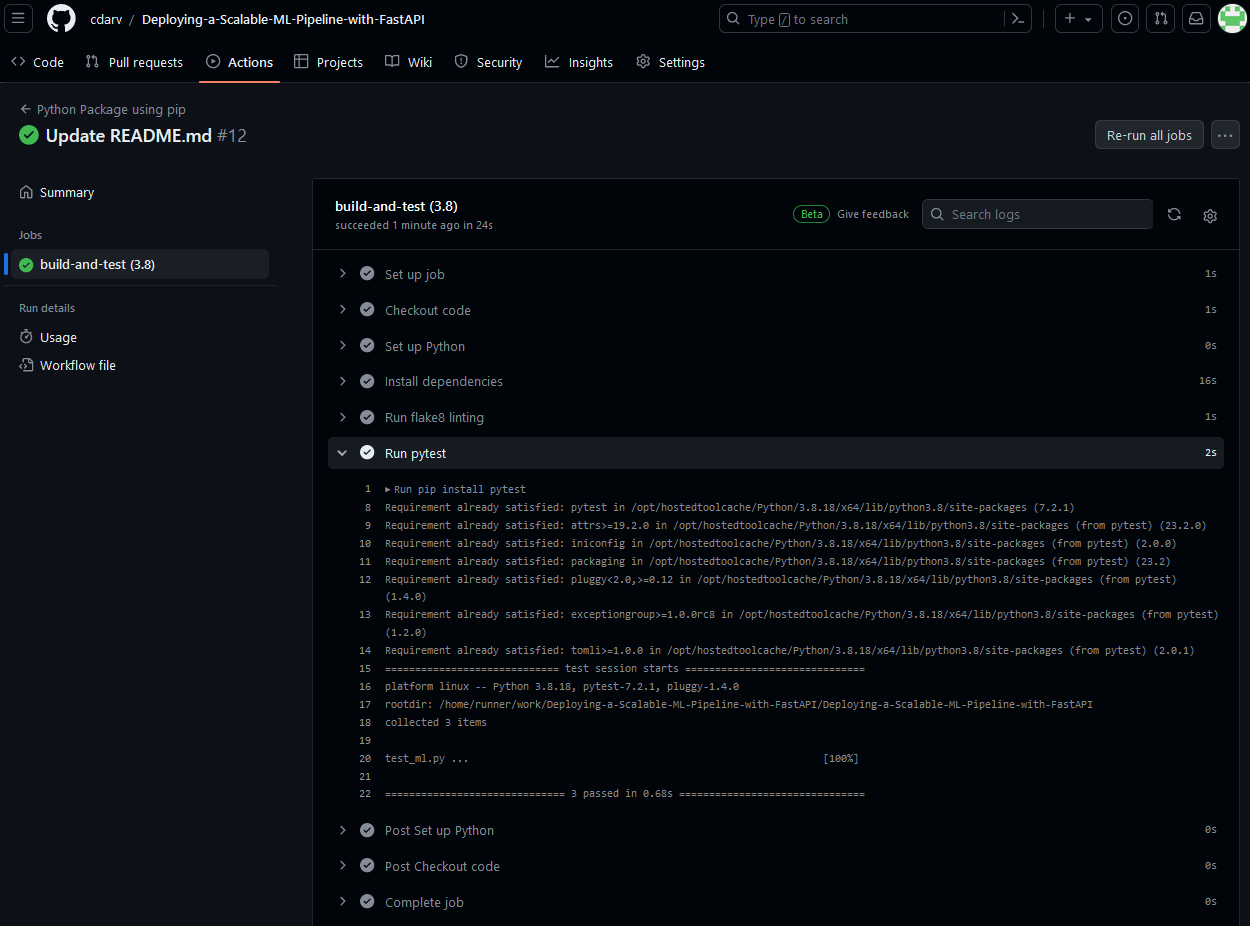 cdarv / Deploying-a-Scalable-ML-Pipeline-with-FastAPI
Type / to search
Code Pull requests Actions Projects Wiki Security Insights Settings
Python Package using pip
Update README.md #12
Re-run all jobs
Summary
Jobs
build-and-test (3.8)
Run details
Usage
Workflow file
build-and-test (3.8)
succeeded 1 minute ago in 24s
Beta Give feedback
Search logs
Set up job 1s
Checkout code 1s
Set up Python 0s
Install dependencies 16s
Run flake8 linting 1s
Run pytest 2s
1 ▸ Run pip install pytest
8 Requirement already satisfied: pytest in /opt/hostedtoolcache/Python/3.8.18/x64/lib/python3.8/site-packages (7.2.1)
9 Requirement already satisfied: attrs>=19.2.0 in /opt/hostedtoolcache/Python/3.8.18/x64/lib/python3.8/site-packages (from pytest) (23.2.0)
10 Requirement already satisfied: iniconfig in /opt/hostedtoolcache/Python/3.8.18/x64/lib/python3.8/site-packages (from pytest) (2.0.0)
11 Requirement already satisfied: packaging in /opt/hostedtoolcache/Python/3.8.18/x64/lib/python3.8/site-packages (from pytest) (23.2)
12 Requirement already satisfied: pluggy<2.0,>=0.12 in /opt/hostedtoolcache/Python/3.8.18/x64/lib/python3.8/site-packages (from pytest)
(1.4.0)
13 Requirement already satisfied: exceptiongroup>=1.0.0rc8 in /opt/hostedtoolcache/Python/3.8.18/x64/lib/python3.8/site-packages (from pytest)
(1.2.0)
14 Requirement already satisfied: tomli>=1.0.0 in /opt/hostedtoolcache/Python/3.8.18/x64/lib/python3.8/site-packages (from pytest) (2.0.1)
15 ============================= test session starts ==============================
16 platform linux -- Python 3.8.18, pytest-7.2.1, pluggy-1.4.0
17 rootdir: /home/runner/work/Deploying-a-Scalable-ML-Pipeline-with-FastAPI/Deploying-a-Scalable-ML-Pipeline-with-FastAPI
18 collected 3 items
19
20 test_ml.py ... [100%]
21
22 ============================== 3 passed in 0.68s ===============================
Post Set up Python 0s
Post Checkout code 0s
Complete job 0s